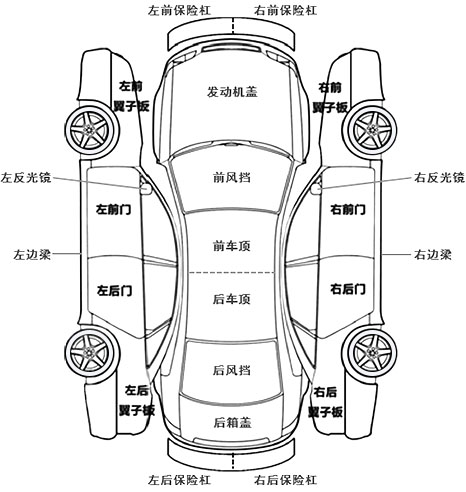 左前保险杠 右前保险杠
左前
翼子板
发动机盖
右前
翼子板
左反光镜
前风挡
右反光镜
左前门
右前门
左边梁
前车顶
右边梁
左后门
后车顶
右后门
后风挡
左后
翼子板
右后
翼子板
后箱盖
左后保险杠 右后保险杠